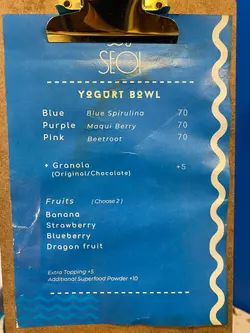 SEOI
YOGURT BOWL
Blue Blue Spirulina 70
Purple Maqui Berry 70
Pink Beetroot 70
+ Granola +5
(Original/Chocolate)
Fruits ( Choose 2 )
Banana
Strawberry
Blueberry
Dragon fruit
Extra Topping +5
Additional Superfood Powder +10